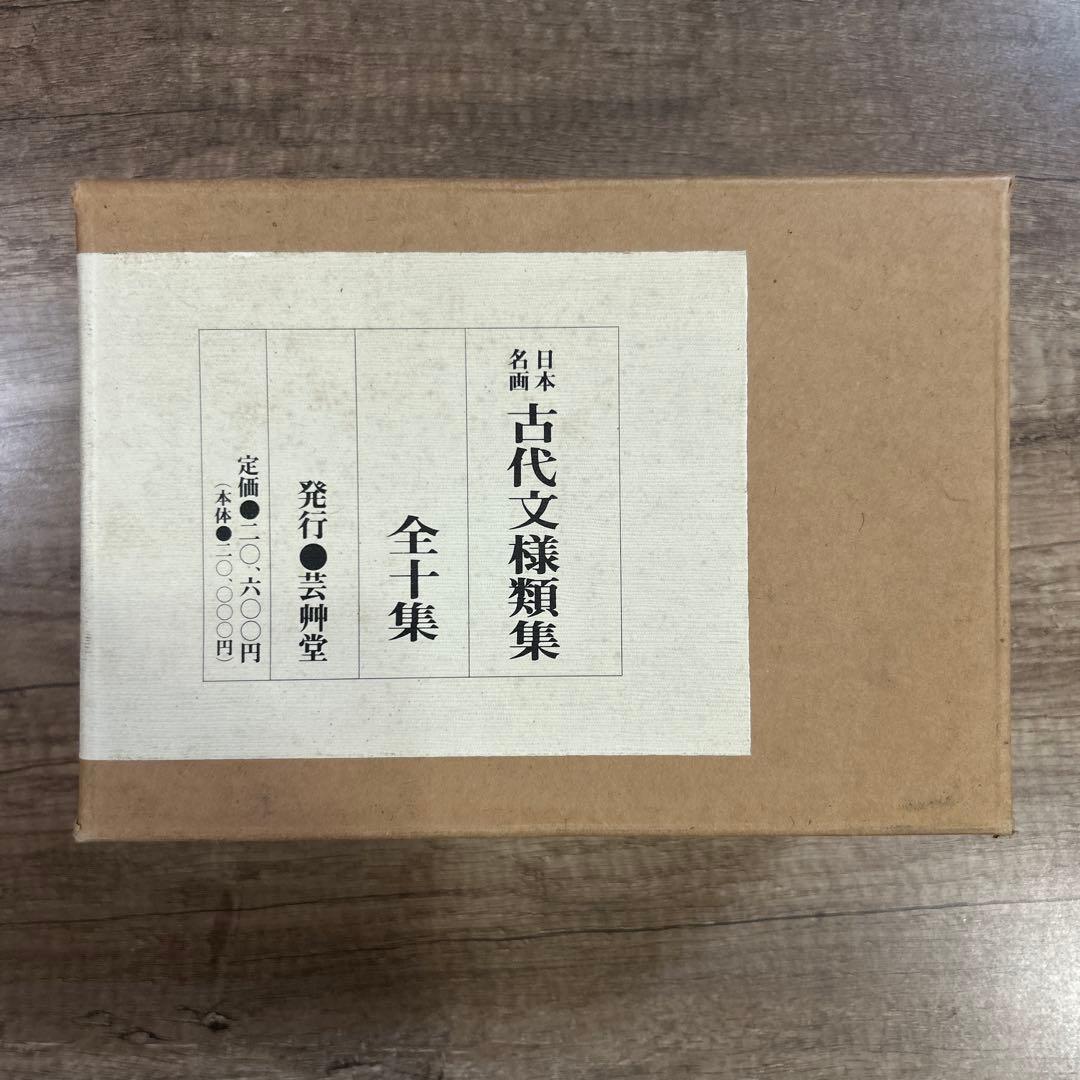 日本
名画
古代文様類集
全十集
発行●芸艸堂
定価●二〇、六〇〇円
（本体●二〇、〇〇〇円）